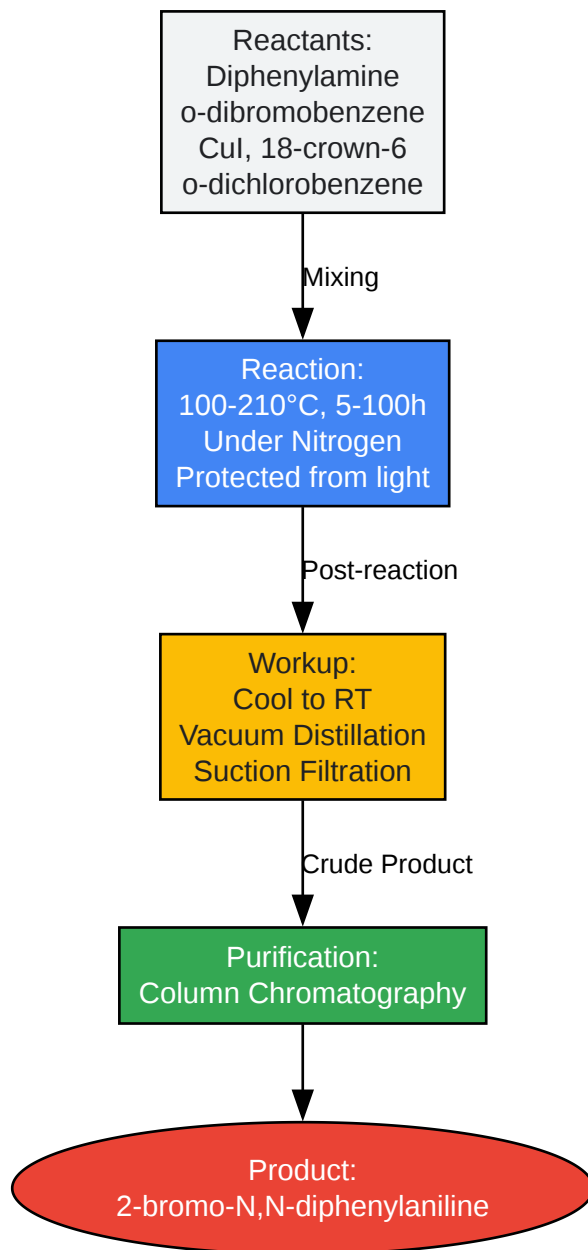 Reactants:
Diphenylamine
o-dibromobenzene
CuI, 18-crown-6
o-dichlorobenzene
Mixing
Reaction:
100-210°C, 5-100h
Under Nitrogen
Protected from light
Post-reaction
Workup:
Cool to RT
Vacuum Distillation
Suction Filtration
Crude Product
Purification:
Column Chromatography
Product:
2-bromo-N,N-diphenylaniline